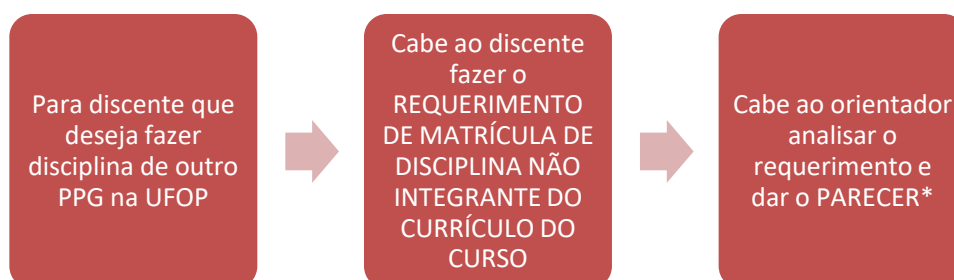 Para discente que
deseja fazer
disciplina de outro
PPG na UFOP
Cabe ao discente
fazer o
REQUERIMENTO
DE MATRÍCULA DE
DISCIPLINA NÃO
INTEGRANTE DO
CURRÍCULO DO
CURSO
Cabe ao orientador
analisar o
requerimento e
dar o PARECER*